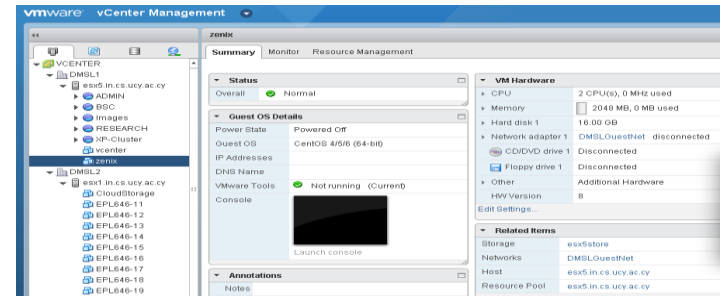 vmware vCenter Management
zenix
Summary Monitor Resource Management
VCENTER
DMSL1
esx5.in.cs.ucy.ac.cy
ADMIN
BSC
Images
RESEARCH
XP-Cluster
vcenter
zenix
DMSL2
esx1.in.cs.ucy.ac.cy
CloudStorage
EPL646-11
EPL646-12
EPL646-13
EPL646-14
EPL646-15
EPL646-16
EPL646-17
EPL646-18
EPL646-19
Status
Overall Normal
Guest OS Details
Power State Powered Off
Guest OS CentOS 4/5/6 (64-bit)
IP Addresses
DNS Name
VMware Tools Not running (Current)
Console
Launch console
Annotations
Notes
VM Hardware
CPU 2 CPU(s), 0 MHz used
Memory 2048 MB, 0 MB used
Hard disk 1 16.00 GB
Network adapter 1 DMSLGuestNet disconnected
CD/DVD drive 1 Disconnected
Floppy drive 1 Disconnected
Other Additional Hardware
HW Version 8
Edit Settings...
Related Items
Storage esx5store
Networks DMSLGuestNet
Host esx5.in.cs.ucy.ac.cy
Resource Pool esx5.in.cs.ucy.ac.cy